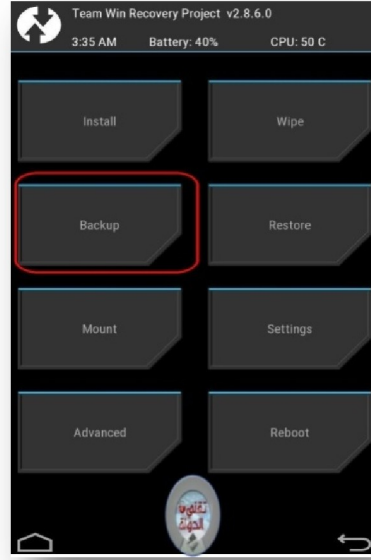 Team Win Recovery Project v2.8.6.0
3:35 AM Battery: 40% CPU: 50 C
Install Wipe
Backup Restore
Mount Settings
Advanced Reboot